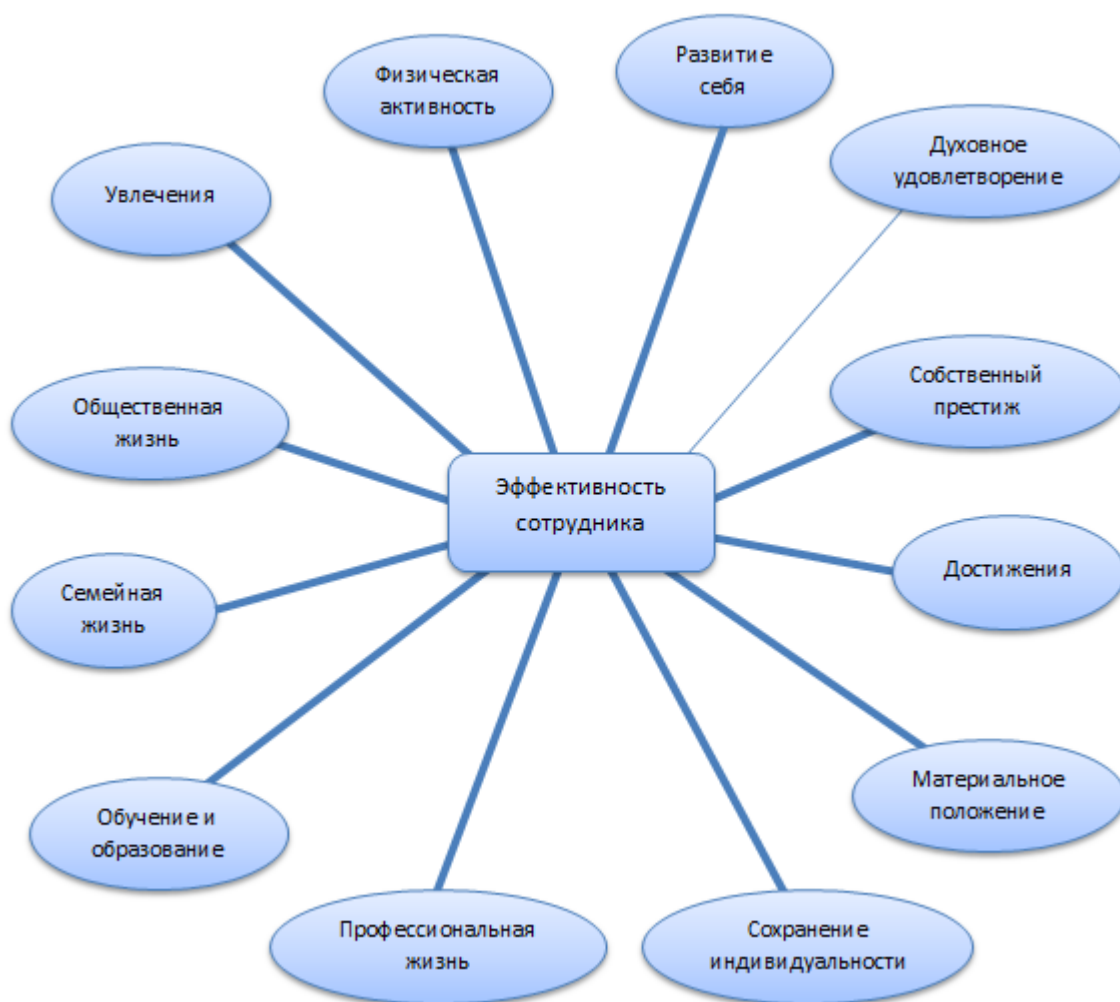 Физическая
активность
Развитие
себя
Духовное
удовлетворение
Увлечения
Собственный
престиж
Общественная
жизнь
Эффективность
сотрудника
Достижения
Семейная
жизнь
Материальное
положение
Обучение и
образование
Профессиональная
жизнь
Сохранение
индивидуальности